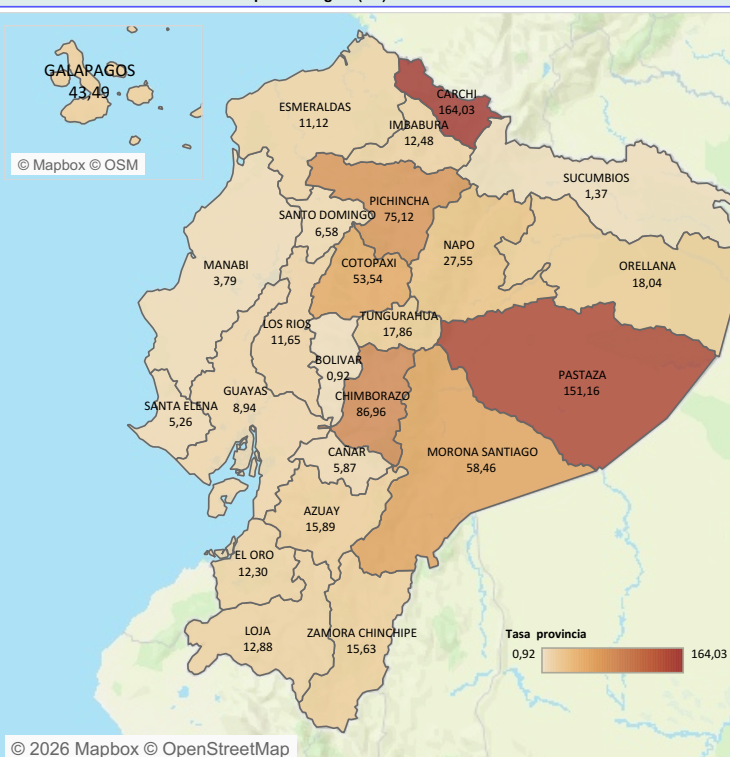 GALAPAGOS
43,49
© Mapbox © OSM
CARCHI
164,03
ESMERALDAS
11,12
IMBABURA
12,48
SUCUMBIOS
1,37
PICHINCHA
75,12
SANTO DOMINGO
6,58
NAPO
27,55
MANABI
3,79
COTOPAXI
53,54
ORELLANA
18,04
TUNGURAHUA
17,86
LOS RIOS
11,65
BOLIVAR
0,92
PASTAZA
151,16
GUAYAS
8,94
CHIMBORAZO
86,96
SANTA ELENA
5,26
CAÑAR
5,87
MORONA SANTIAGO
58,46
AZUAY
15,89
EL ORO
12,30
LOJA
12,88
ZAMORA CHINCHIPE
15,63
Tasa provincia
0,92
164,03
© 2026 Mapbox © OpenStreetMap